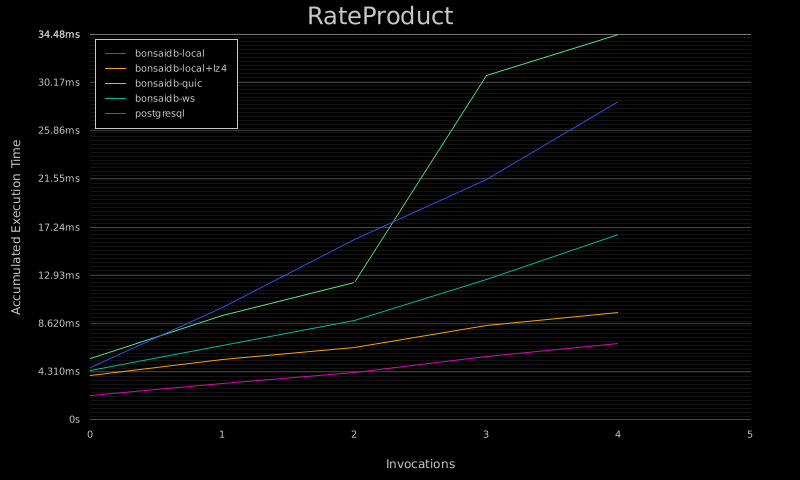 RateProduct
34.48ms
30.17ms
25.86ms
21.55ms
17.24ms
12.93ms
8.620ms
4.310ms
0s
bonsaidb-local
bonsaidb-local+lz4
bonsaidb-quic
bonsaidb-ws
postgresql
Accumulated Execution Time
0 1 2 3 4 5
Invocations